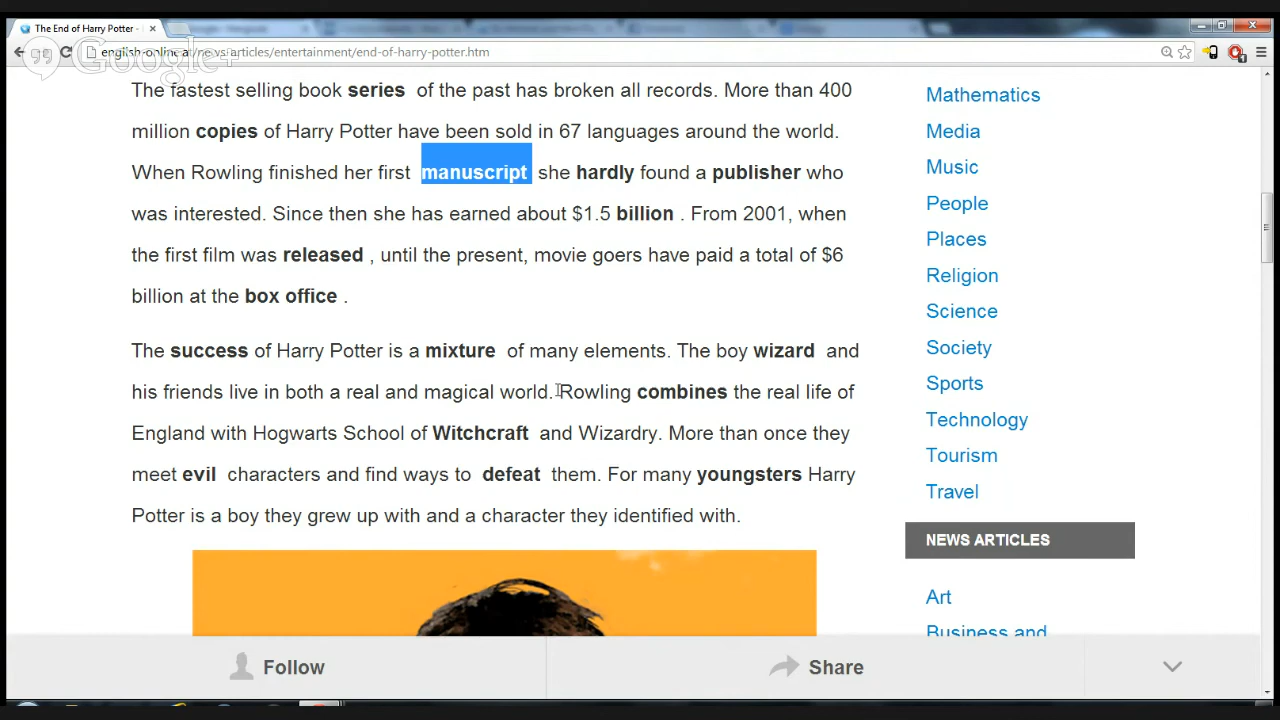 The End of Harry Potter -
Google+
english-online.at/news/articles/entertainment/end-of-harry-potter.htm
The fastest selling book series of the past has broken all records. More than 400
million copies of Harry Potter have been sold in 67 languages around the world.
When Rowling finished her first manuscript she hardly found a publisher who
was interested. Since then she has earned about $1.5 billion . From 2001, when
the first film was released , until the present, movie goers have paid a total of $6
billion at the box office .
The success of Harry Potter is a mixture of many elements. The boy wizard and
his friends live in both a real and magical world. Rowling combines the real life of
England with Hogwarts School of Witchcraft and Wizardry. More than once they
meet evil characters and find ways to defeat them. For many youngsters Harry
Potter is a boy they grew up with and a character they identified with.
Mathematics
Media
Music
People
Places
Religion
Science
Society
Sports
Technology
Tourism
Travel
NEWS ARTICLES
Art
Business and
Follow
Share